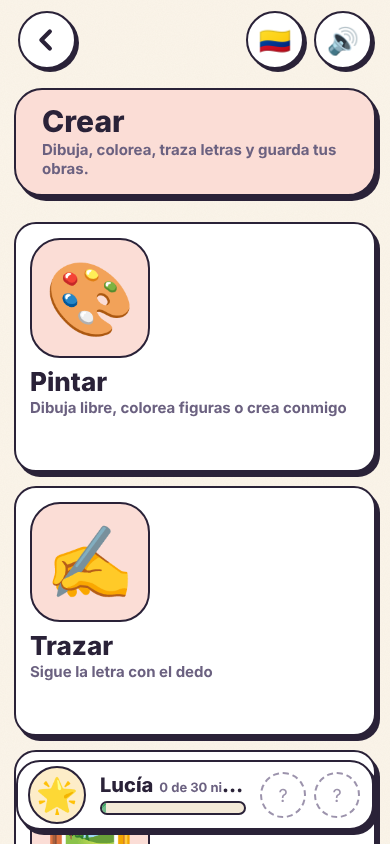 Crear
Dibuja, colorea, traza letras y guarda tus
obras.
Pintar
Dibuja libre, colorea figuras o crea conmigo
Trazar
Sigue la letra con el dedo
Lucía 0 de 30 ni...
? ?